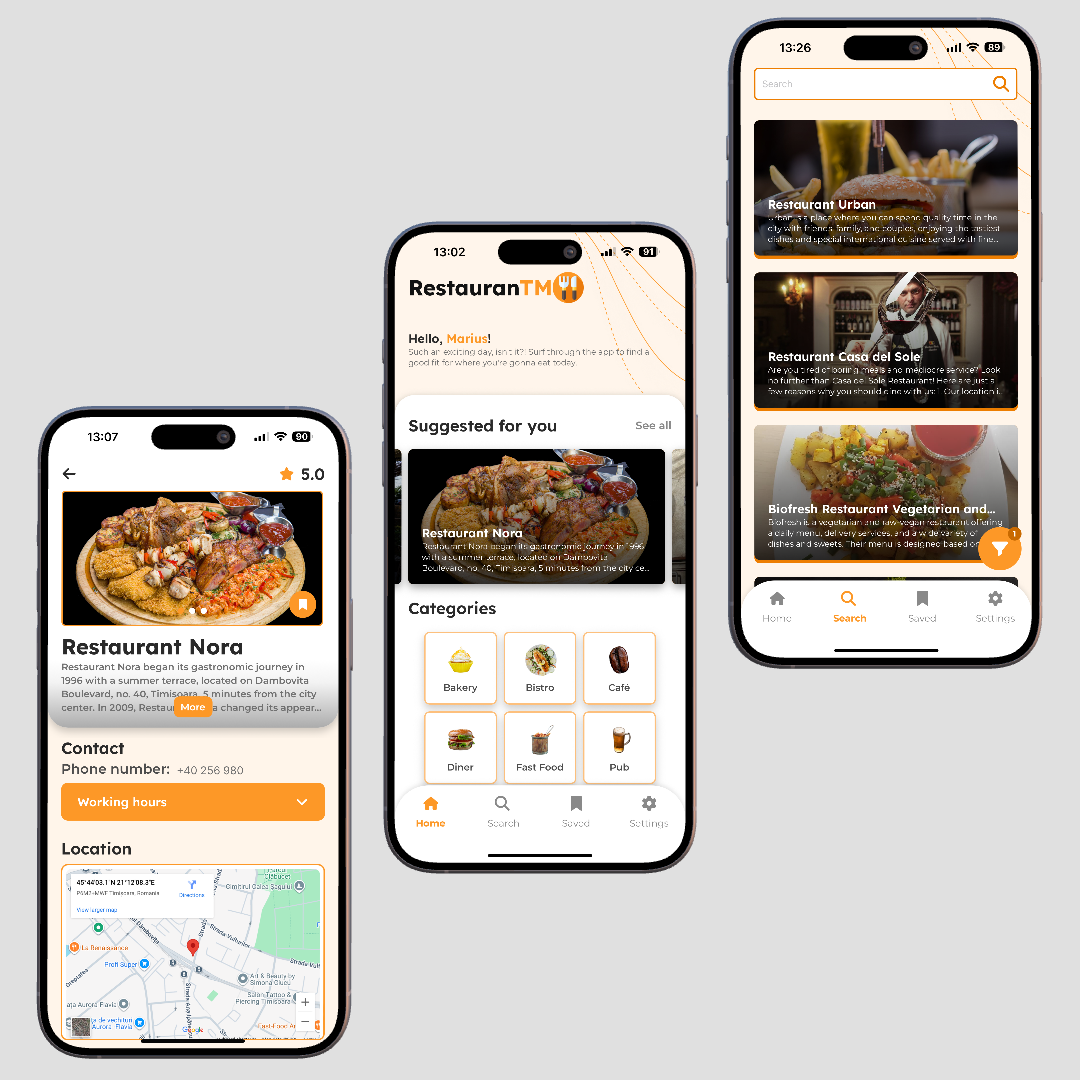 13:07
90
5.0
Restaurant Nora
Restaurant Nora began its gastronomic journey in
1996 with a summer terrace, located on Dambovita
Boulevard, no. 40, Timisoara, 5 minutes from the city
center. In 2009, changed its appear...
More
Contact
Phone number: +40 256 980
Working hours
Location
45°44'03.1"N 21°12'08.3"E
Timisoara, Romania
Directions
View larger map
Cimitirul Calea Sagului
La Renaissance
Profi Super
Strada Vulturilor
Art & Beauty by
Simona Ciucu
Salon Tattoo &
Piercing Timisoara
Aurora Flavia
Aurora, Flavia
Google
13:02
91
RestauranTM
Hello, Marius!
Such an exciting day, isn't it?! Surf through the app to find a
good fit for where you're gonna eat today.
Suggested for you
See all
Restaurant Nora
Restaurant Nora began its gastronomic journey in 1996
with a summer terrace, located on Dambovita
Boulevard, no. 40, Timisoara, 5 minutes from the city ce...
Categories
Bakery
Bistro
Café
Diner
Fast Food
Pub
Home
Search
Saved
Settings
13:26
89
Search
Restaurant Urban
Urban is a place where you can spend quality time in the
city with friends, family, and couples, enjoying the tastiest
dishes and special international cuisine served with fine...
Restaurant Casa del Sole
Are you tired of boring meals and mediocre service? Look
no further than Casa del Sole Restaurant! Here are just a
few reasons why you should dine with us: Our location i.
Biofresh Restaurant Vegetarian and...
Biofresh is a vegetarian and raw-vegan restaurant offering
a daily menu, delivery services, and a wide variety of
dishes and sweets. Their menu is designed based on
1
Home
Search
Saved
Settings